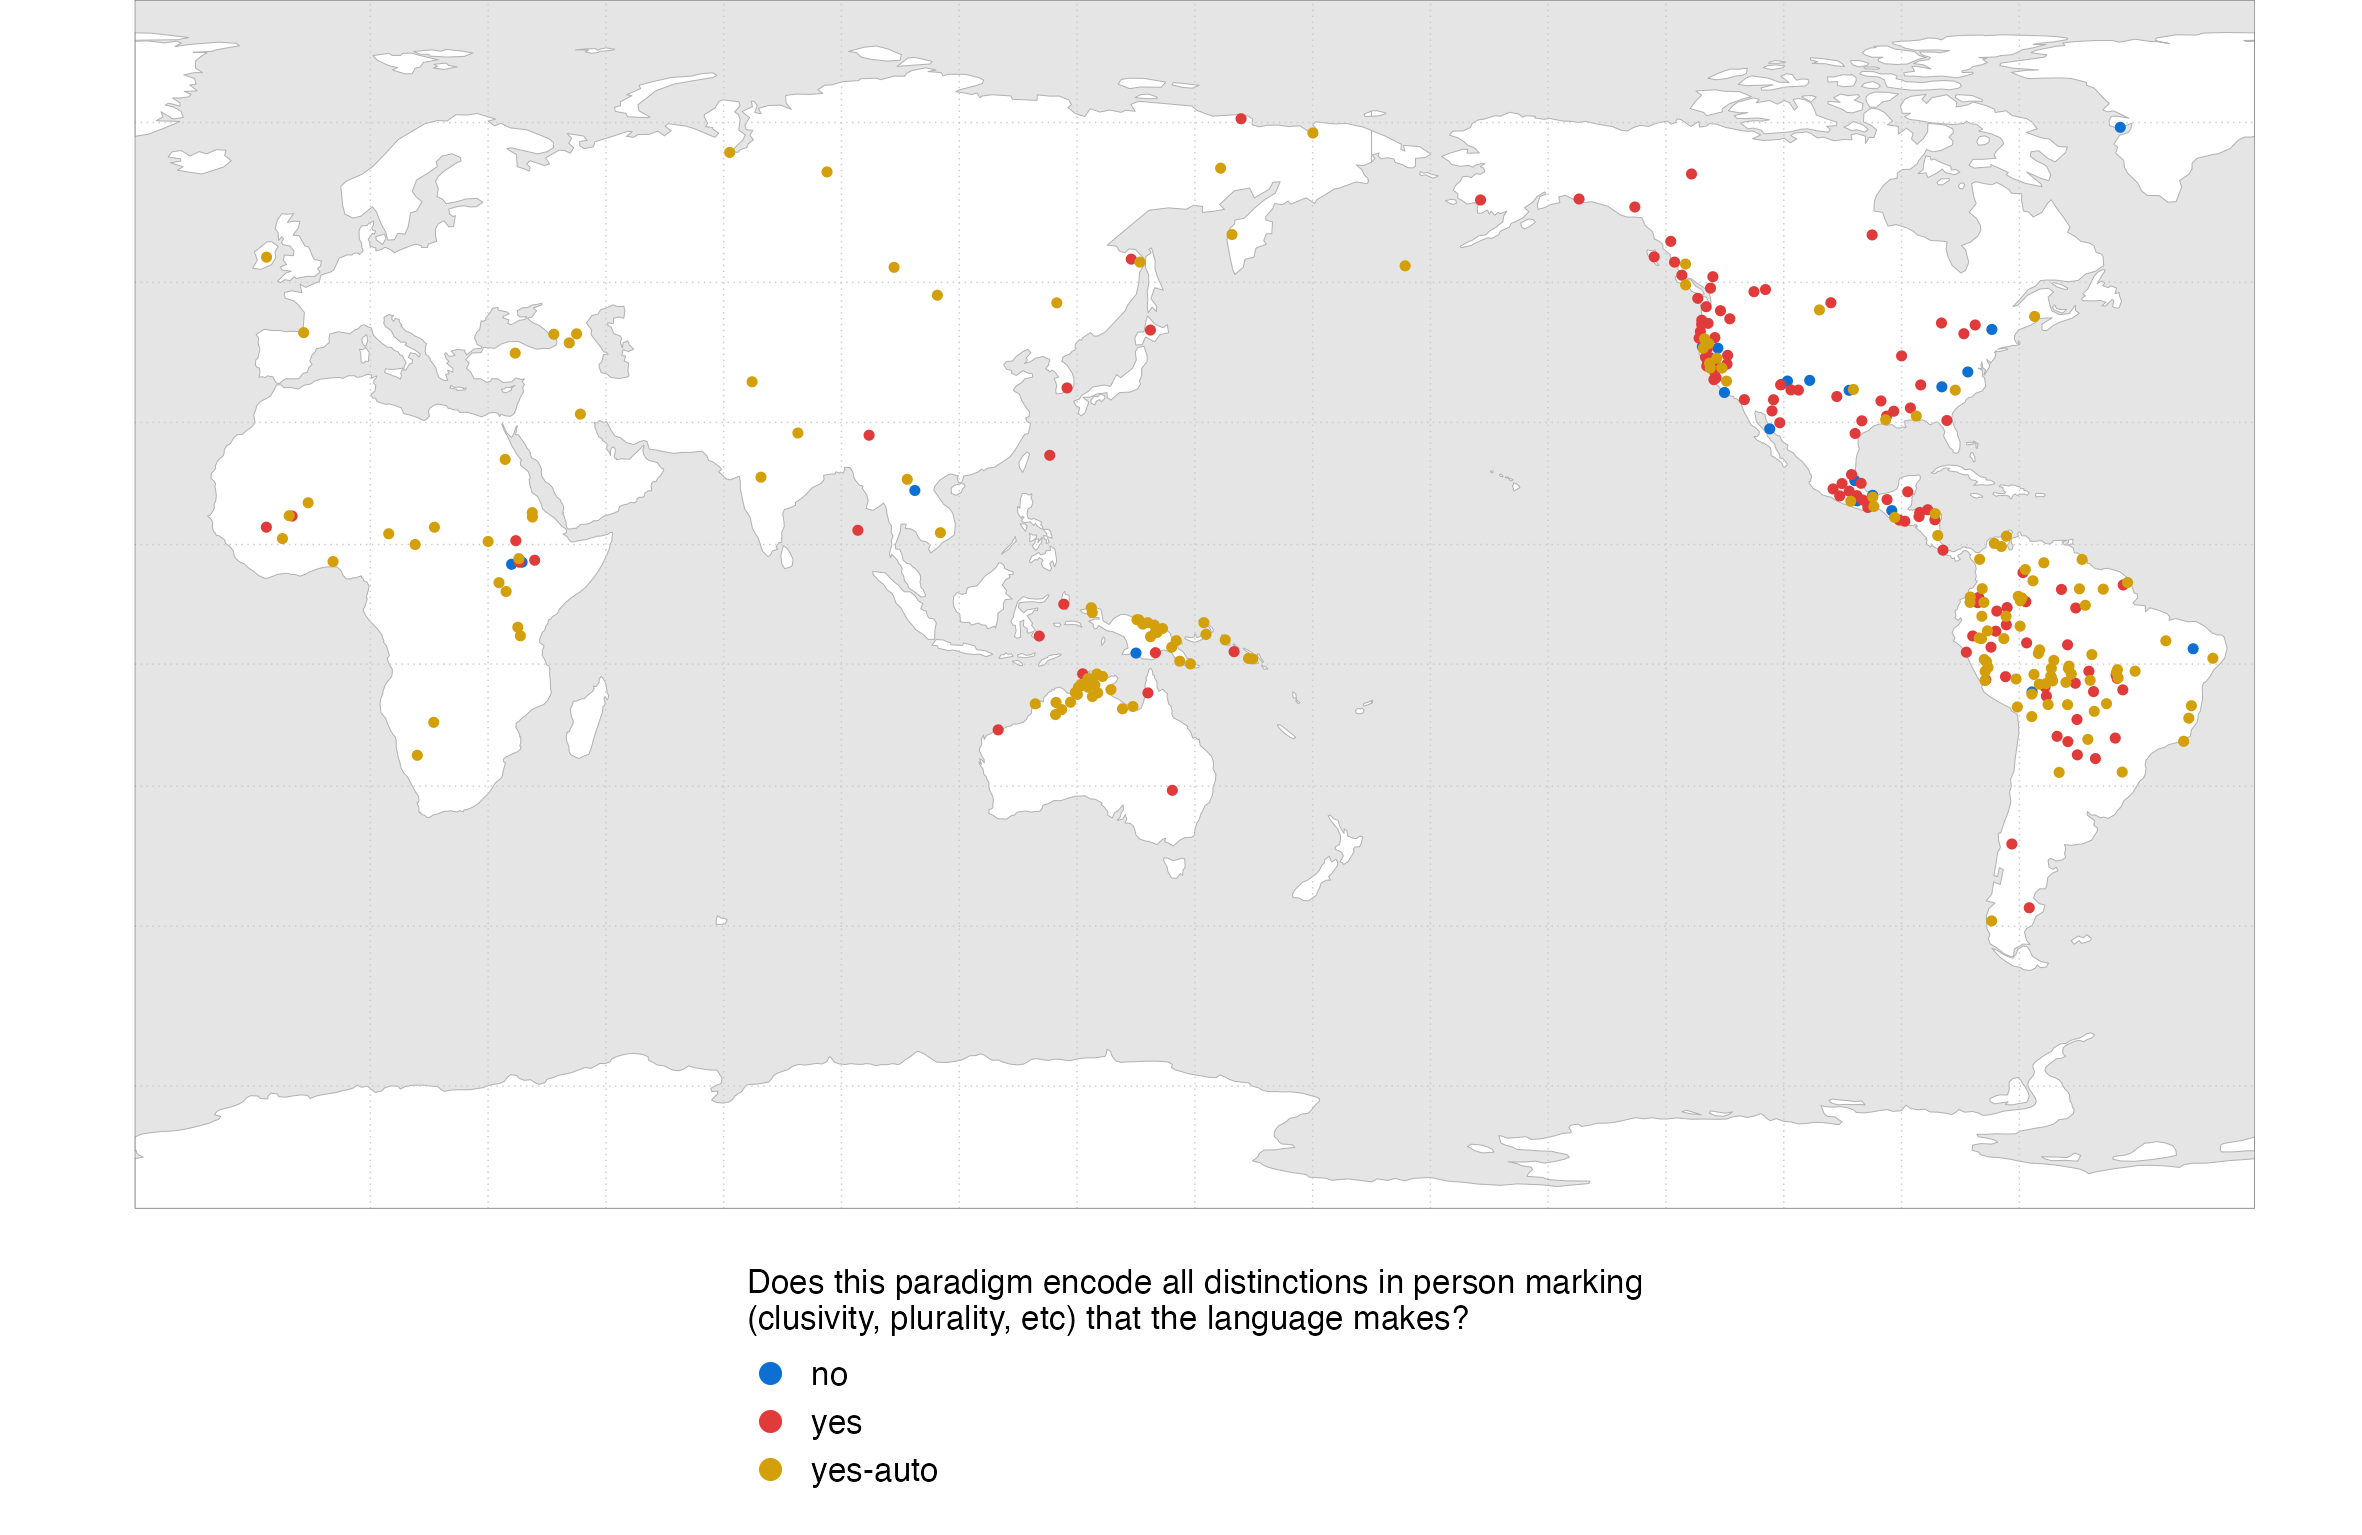 Does this paradigm encode all distinctions in person marking
(clusivity, plurality, etc) that the language makes?
no
yes
yes-auto